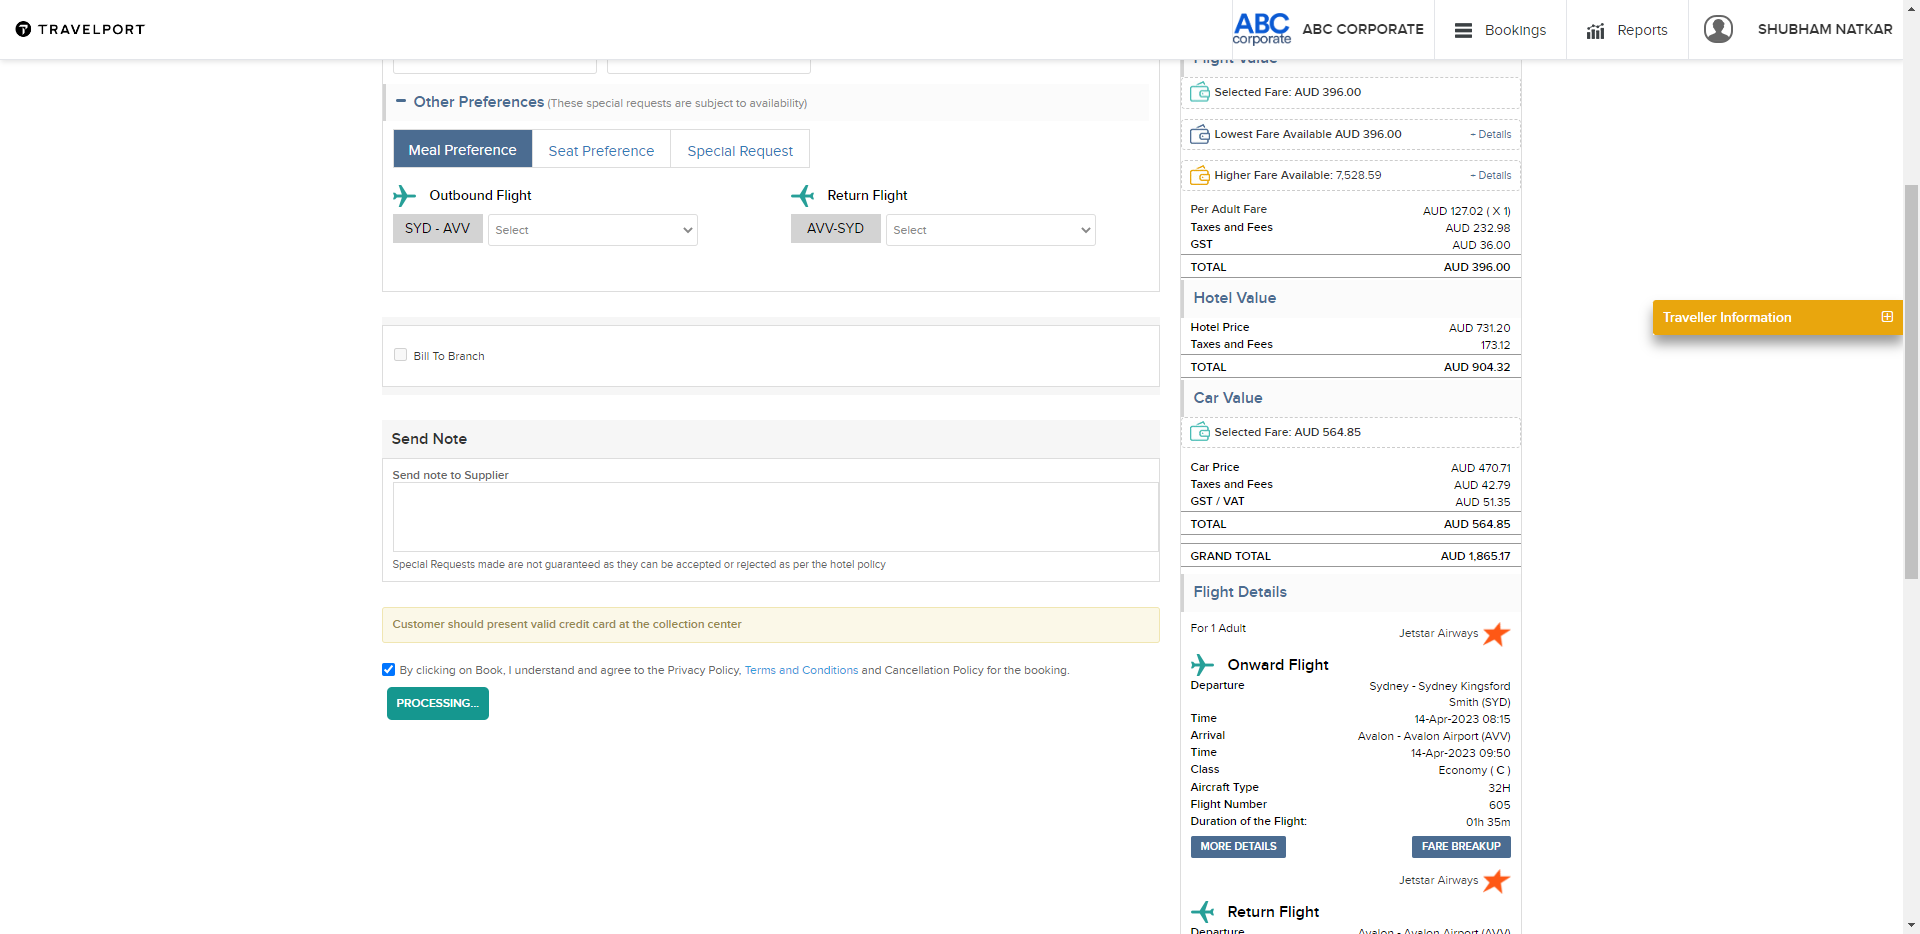 TRAVELPORT
ABC
corporate
ABC CORPORATE
Bookings
Reports
SHUBHAM NATKAR
Other Preferences (These special requests are subject to availability)
Meal Preference
Seat Preference
Special Request
Outbound Flight
Return Flight
SYD - AVV
Select
AVV-SYD
Select
Bill To Branch
Send Note
Send note to Supplier
Special Requests made are not guaranteed as they can be accepted or rejected as per the hotel policy
Customer should present valid credit card at the collection center
By clicking on Book, I understand and agree to the Privacy Policy, Terms and Conditions and Cancellation Policy for the booking.
PROCESSING...
Flight Value
Selected Fare: AUD 396.00
Lowest Fare Available AUD 396.00
+ Details
Higher Fare Available: 7,528.59
+ Details
Per Adult Fare AUD 127.02 ( X 1)
Taxes and Fees AUD 232.98
GST AUD 36.00
TOTAL AUD 396.00
Hotel Value
Hotel Price AUD 731.20
Taxes and Fees 173.12
TOTAL AUD 904.32
Car Value
Selected Fare: AUD 564.85
Car Price AUD 470.71
Taxes and Fees AUD 42.79
GST / VAT AUD 51.35
TOTAL AUD 564.85
GRAND TOTAL AUD 1,865.17
Flight Details
For 1 Adult
Jetstar Airways
Onward Flight
Departure Sydney - Sydney Kingsford
Smith (SYD)
Time 14-Apr-2023 08:15
Arrival Avalon - Avalon Airport (AVV)
Time 14-Apr-2023 09:50
Class Economy ( C )
Aircraft Type 32H
Flight Number 605
Duration of the Flight: 01h 35m
MORE DETAILS
FARE BREAKUP
Jetstar Airways
Return Flight
Departure Avalon - Avalon Airport (AVV)
Traveller Information